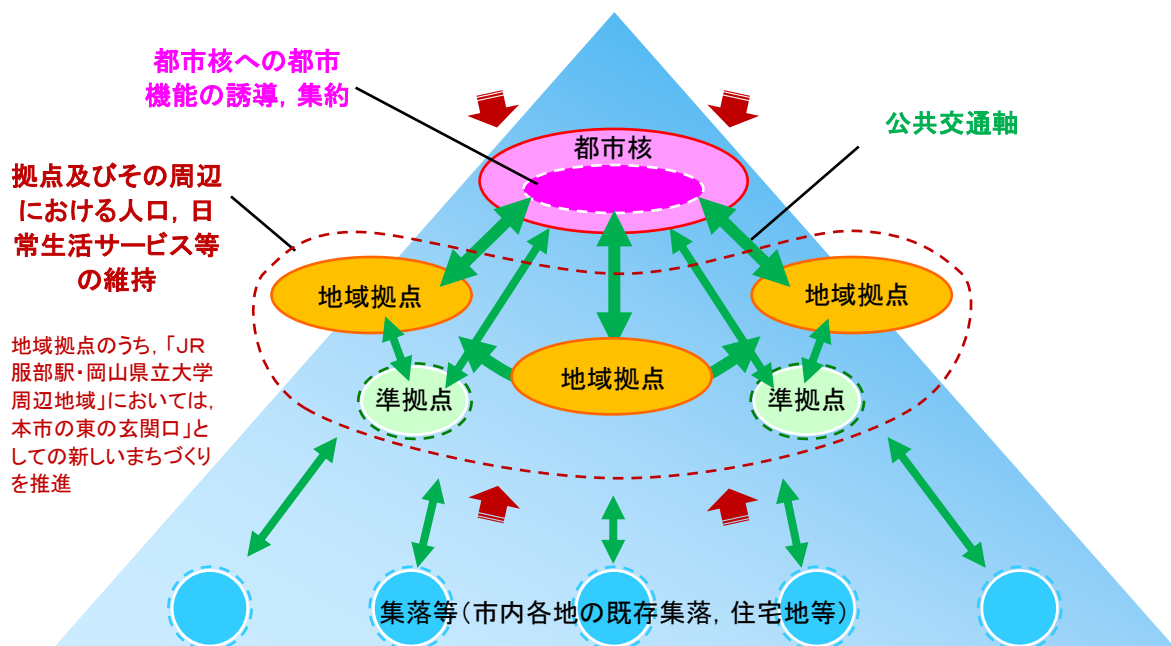 都市核への都市
機能の誘導，集約
公共交通軸
都市核
拠点及びその周辺
における人口，日
常生活サービス等
の維持
地域拠点
地域拠点
地域拠点のうち，「ＪＲ
服部駅・岡山県立大学
周辺地域」においては，
本市の東の玄関口」と
しての新しいまちづくり
を推進
地域拠点
準拠点
準拠点
集落等（市内各地の既存集落，住宅地等）